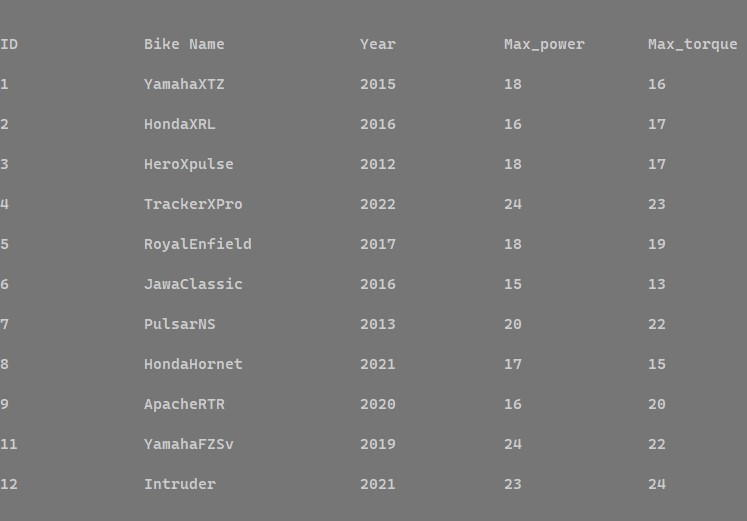 ID Bike Name Year Max_power Max_torque
1 YamahaXTZ 2015 18 16
2 HondaXRL 2016 16 17
3 HeroXpulse 2012 18 17
4 TrackerXPro 2022 24 23
5 RoyalEnfield 2017 18 19
6 JawaClassic 2016 15 13
7 PulsarNS 2013 20 22
8 HondaHornet 2021 17 15
9 ApacheRTR 2020 16 20
11 YamahaFZSv 2019 24 22
12 Intruder 2021 23 24